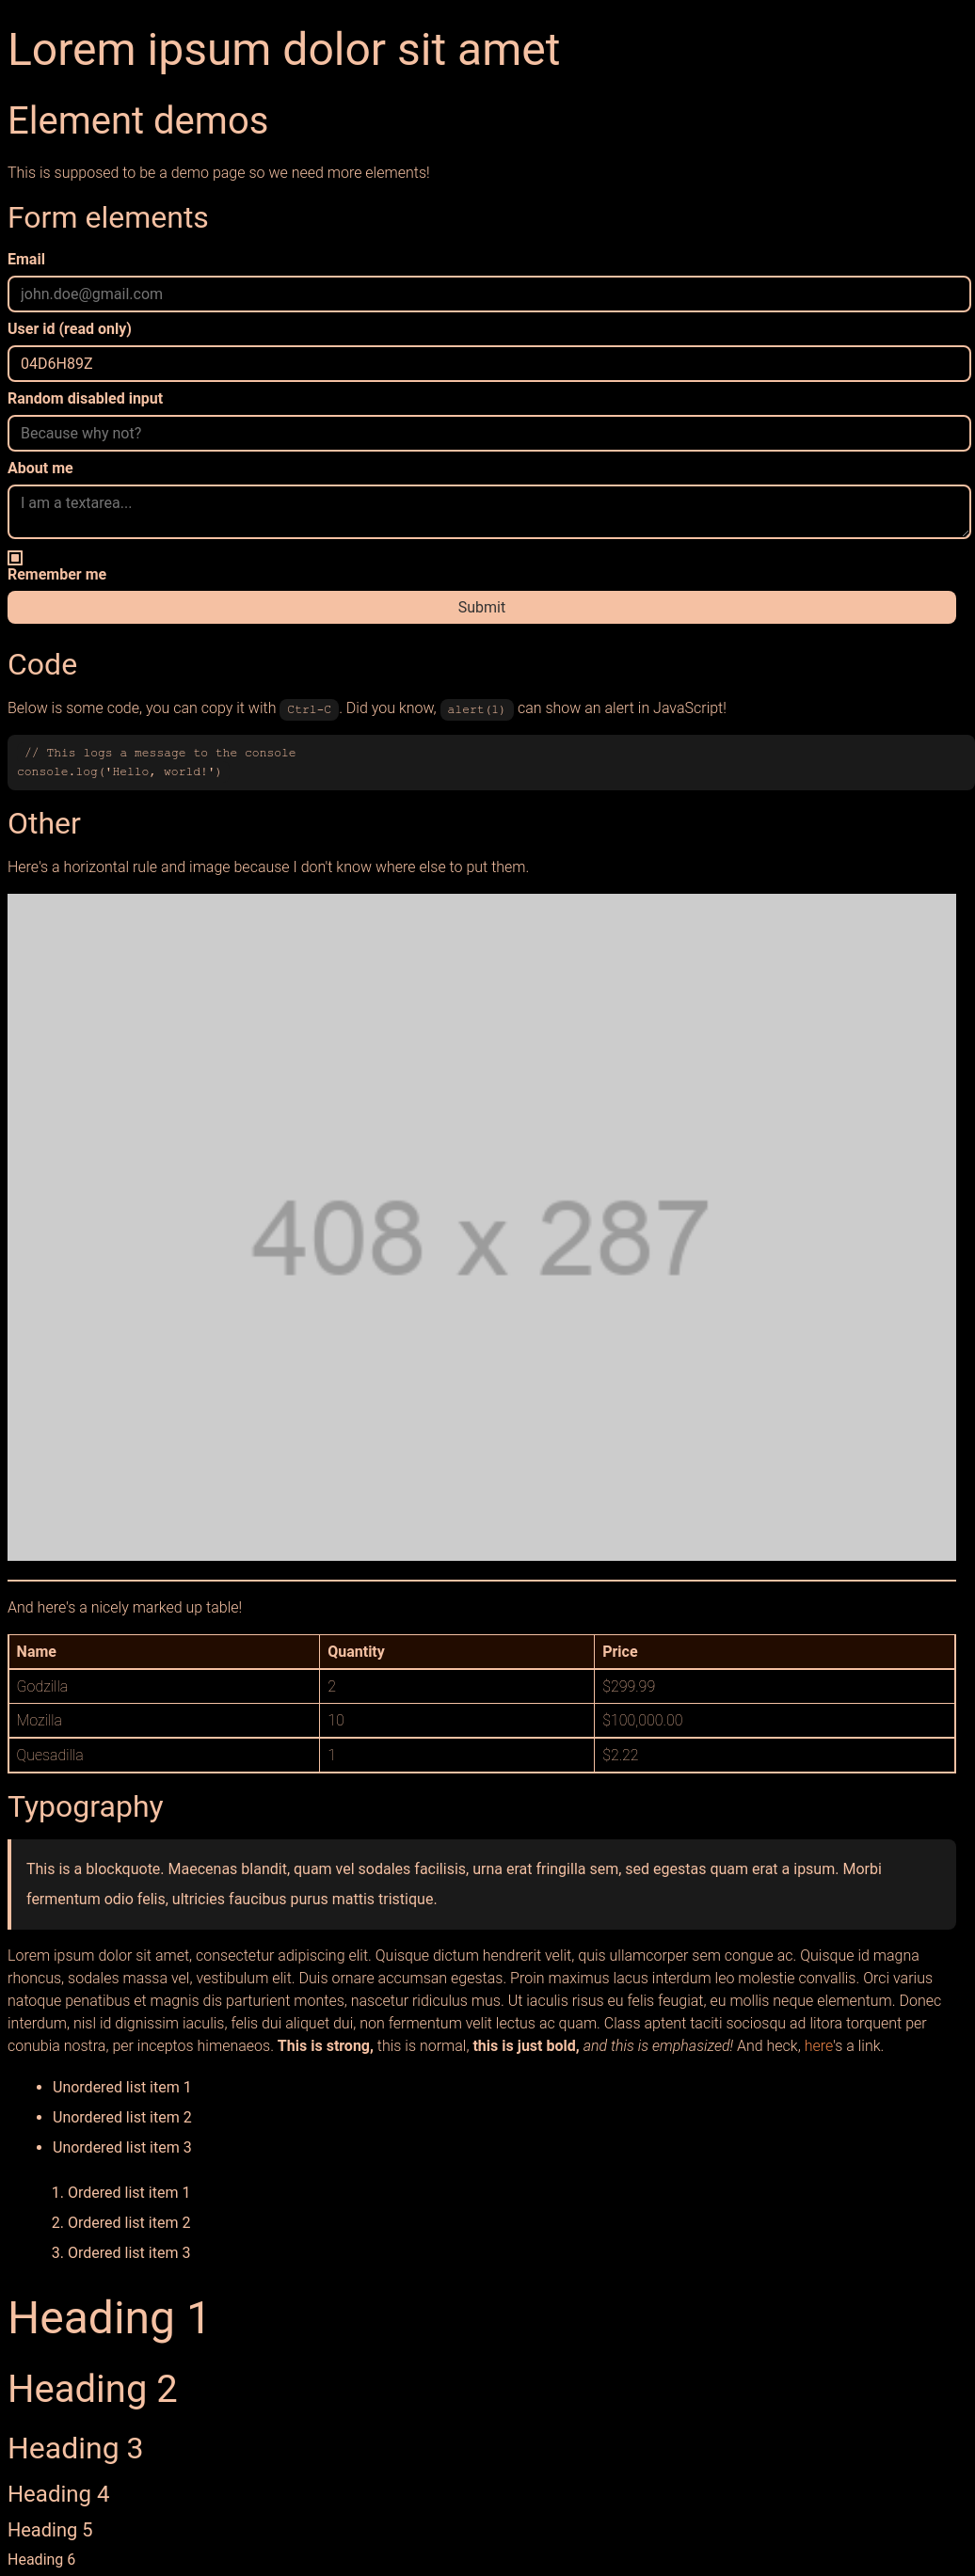 Lorem ipsum dolor sit amet
Element demos
This is supposed to be a demo page so we need more elements!
Form elements
Email
john.doe@gmail.com
User id (read only)
04D6H89Z
Random disabled input
Because why not?
About me
I am a textarea...
Remember me
Submit
Code
Below is some code, you can copy it with Ctrl-C. Did you know, alert(1) can show an alert in JavaScript!
// This logs a message to the console
console.log('Hello, world!')
Other
Here's a horizontal rule and image because I don't know where else to put them.
408 x 287
And here's a nicely marked up table!
Name Quantity Price
Godzilla 2 $299.99
Mozilla 10 $100,000.00
Quesadilla 1 $2.22
Typography
This is a blockquote. Maecenas blandit, quam vel sodales facilisis, urna erat fringilla sem, sed egestas quam erat a ipsum. Morbi
fermentum odio felis, ultricies faucibus purus mattis tristique.
Lorem ipsum dolor sit amet, consectetur adipiscing elit. Quisque dictum hendrerit velit, quis ullamcorper sem congue ac. Quisque id magna
rhoncus, sodales massa vel, vestibulum elit. Duis ornare accumsan egestas. Proin maximus lacus interdum leo molestie convallis. Orci varius
natoque penatibus et magnis dis parturient montes, nascetur ridiculus mus. Ut iaculis risus eu felis feugiat, eu mollis neque elementum. Donec
interdum, nisl id dignissim iaculis, felis dui aliquet dui, non fermentum velit lectus ac quam. Class aptent taciti sociosqu ad litora torquent per
conubia nostra, per inceptos himenaeos. This is strong, this is normal, this is just bold, and this is emphasized! And heck, here's a link.
• Unordered list item 1
• Unordered list item 2
• Unordered list item 3
1. Ordered list item 1
2. Ordered list item 2
3. Ordered list item 3
Heading 1
Heading 2
Heading 3
Heading 4
Heading 5
Heading 6